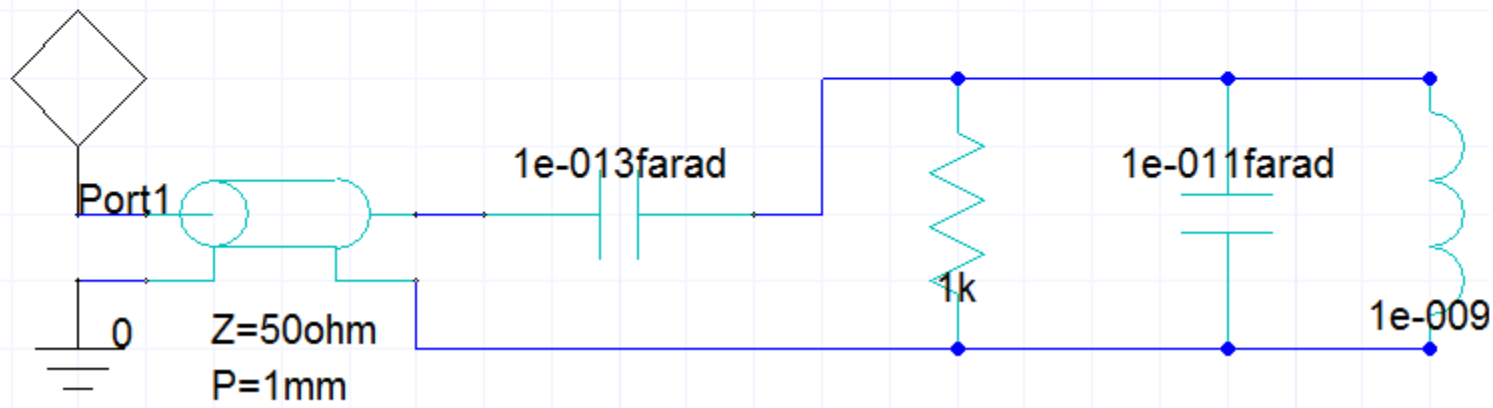 1e-013farad
1e-011farad
Port1
1k
1e-009
0
Z=50ohm
P=1mm